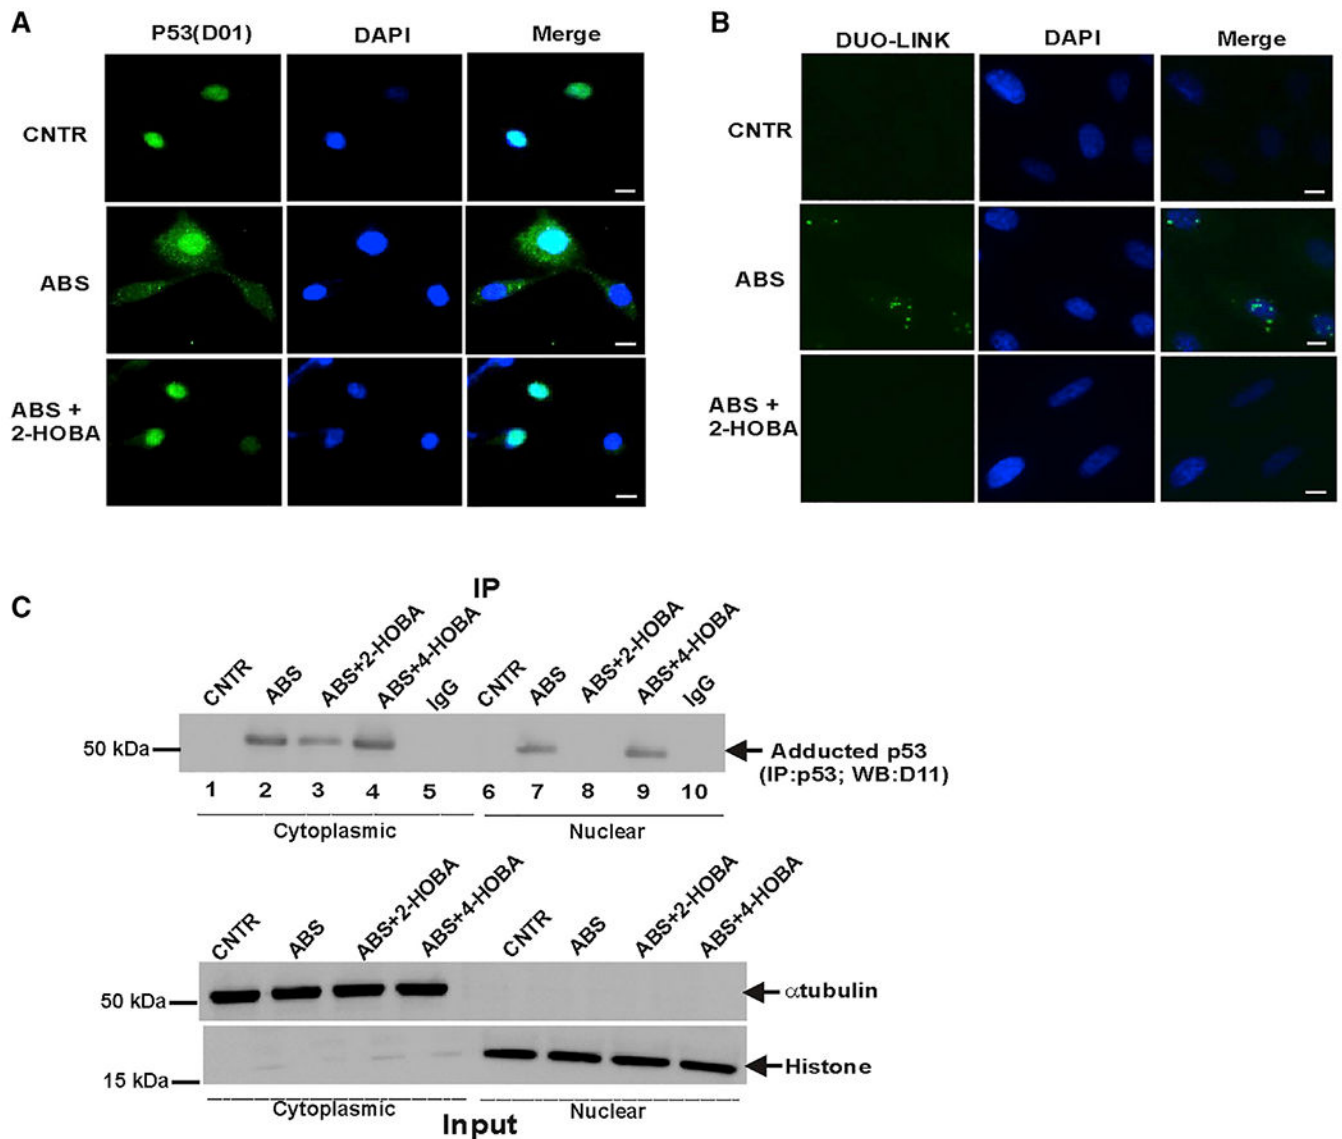 A
P53(D01) DAPI Merge
CNTR
ABS
ABS +
2-HOBA
B
DUO-LINK DAPI Merge
CNTR
ABS
ABS +
2-HOBA
C
IP
CNTR ABS ABS+2-HOBA ABS+4-HOBA IgG CNTR ABS ABS+2-HOBA ABS+4-HOBA IgG
50 kDa
Adducted p53
(IP:p53; WB:D11)
1 2 3 4 5 6 7 8 9 10
Cytoplasmic Nuclear
CNTR ABS ABS+2-HOBA ABS+4-HOBA CNTR ABS ABS+2-HOBA ABS+4-HOBA
50 kDa
αtubulin
Histone
15 kDa
Cytoplasmic Nuclear
Input